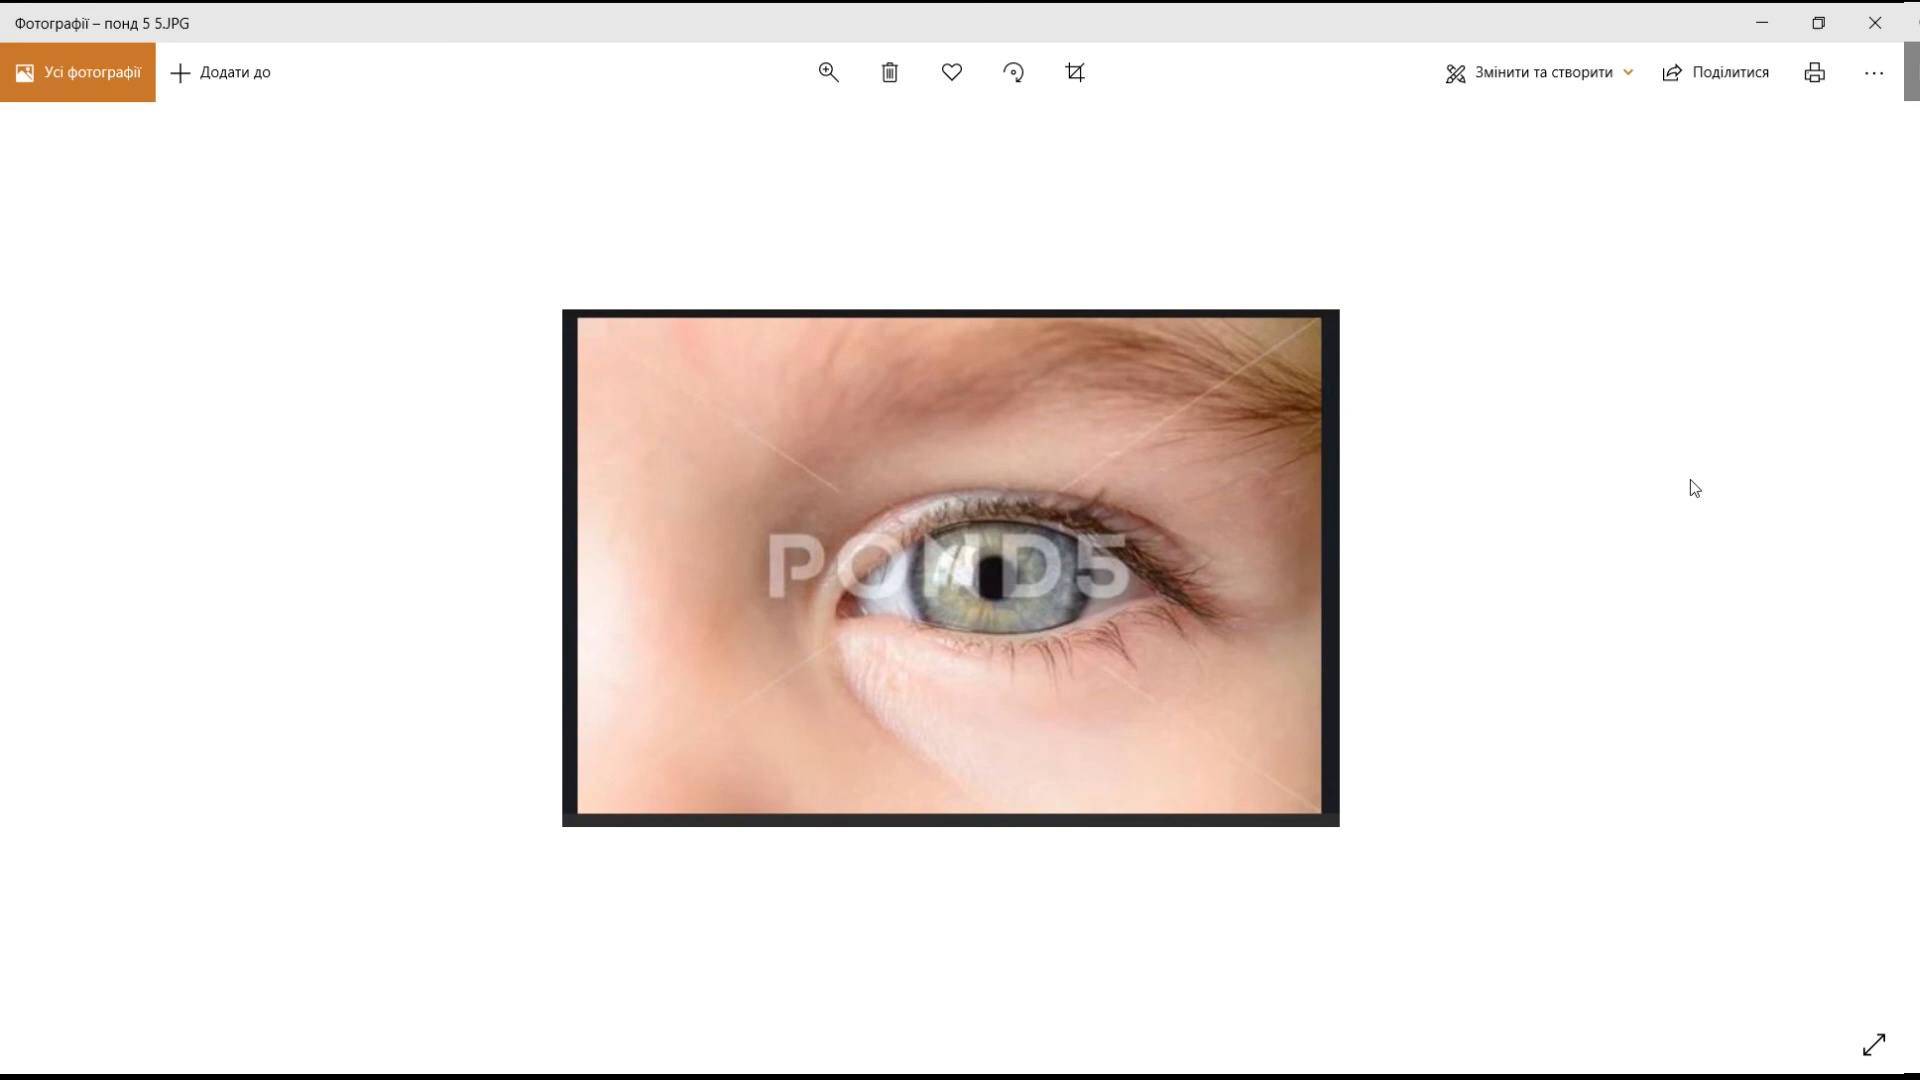 Фотографії – понд 5 5.JPG
Усі фотографії
Додати до
Змінити та створити
Поділитися
POND5